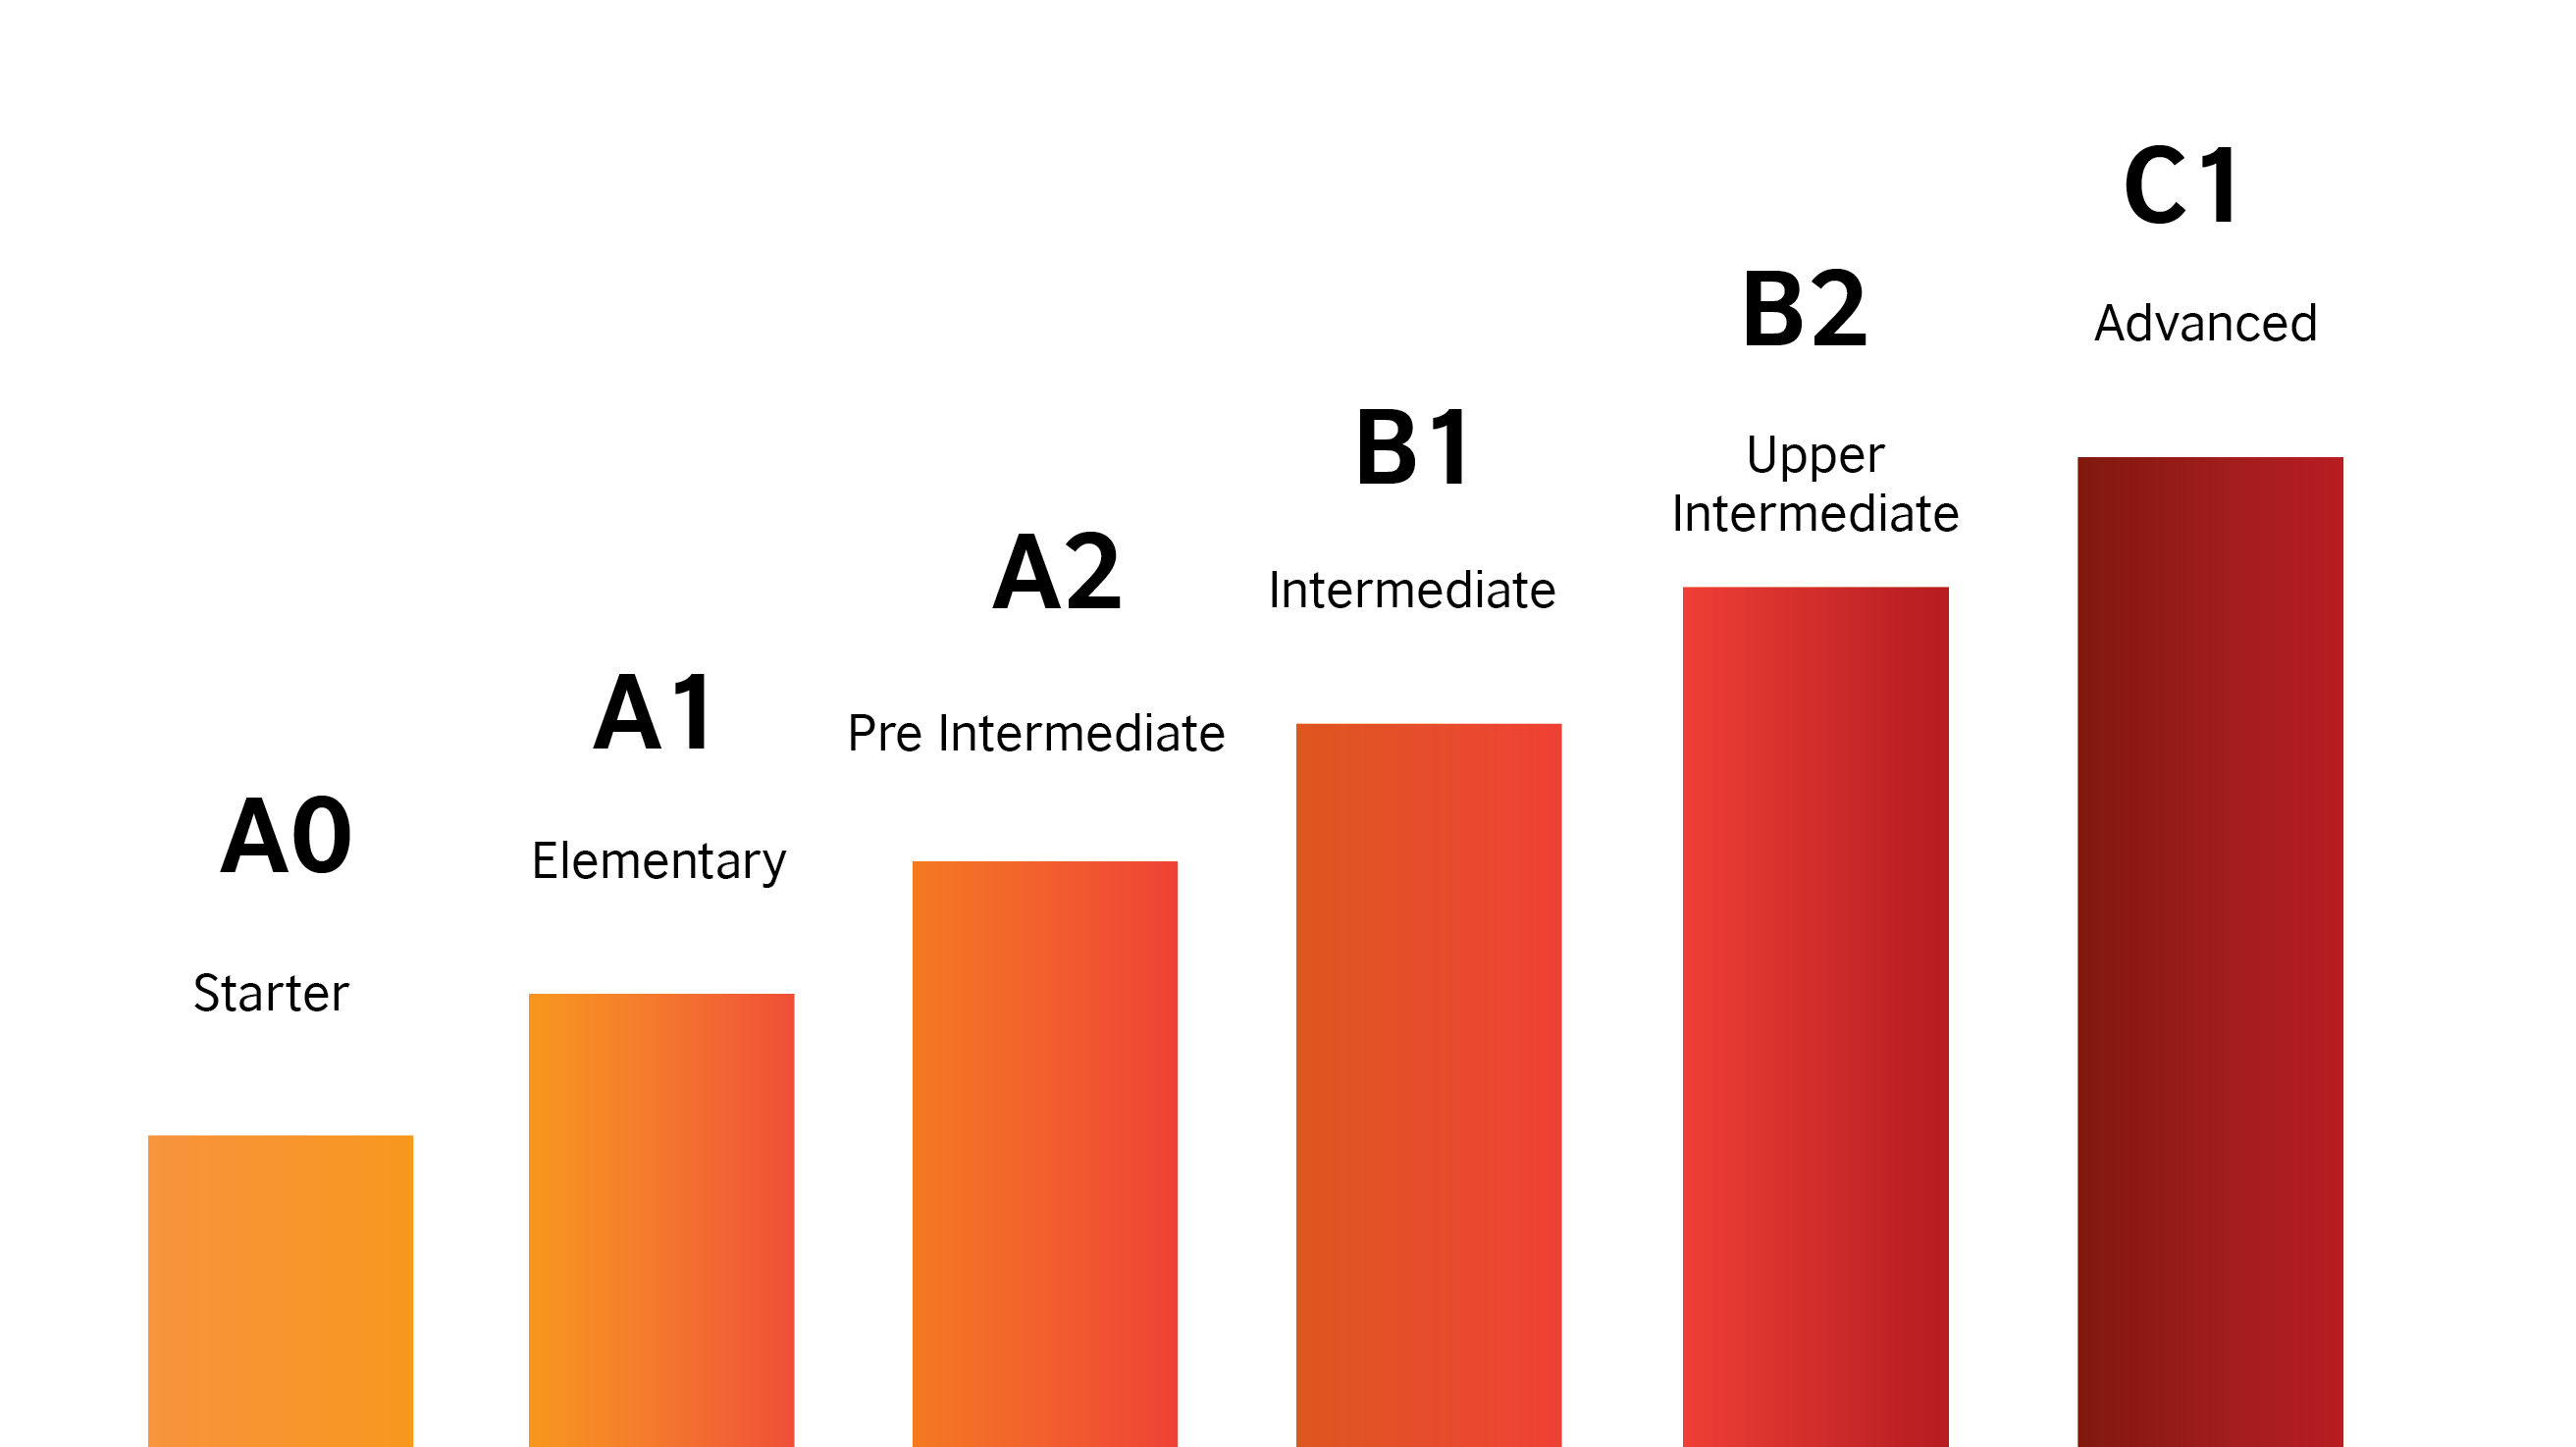 A0
Starter
A1
Elementary
A2
Pre Intermediate
B1
Intermediate
B2
Upper
Intermediate
C1
Advanced